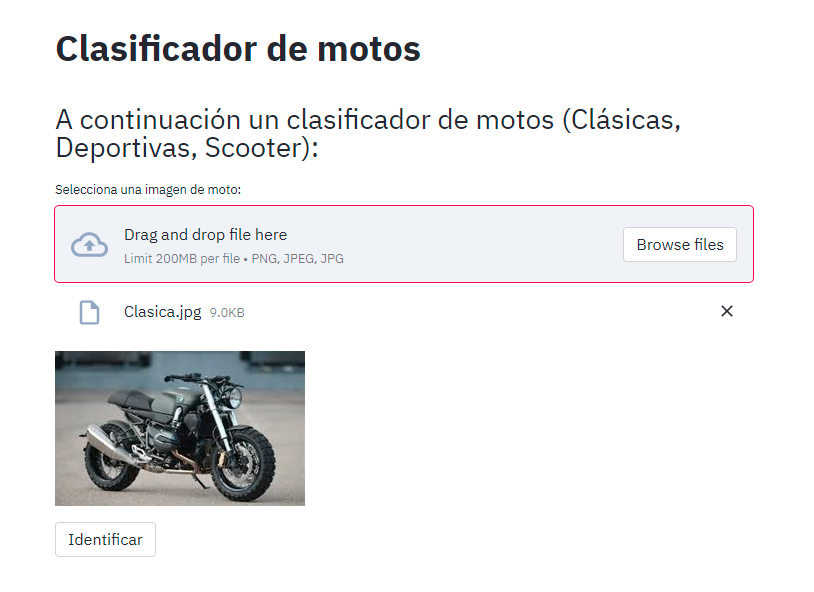 Clasificador de motos
A continuación un clasificador de motos (Clásicas,
Deportivas, Scooter):
Selecciona una imagen de moto:
Drag and drop file here
Limit 200MB per file • PNG, JPEG, JPG
Browse files
Clasica.jpg 9.0KB
Identificar